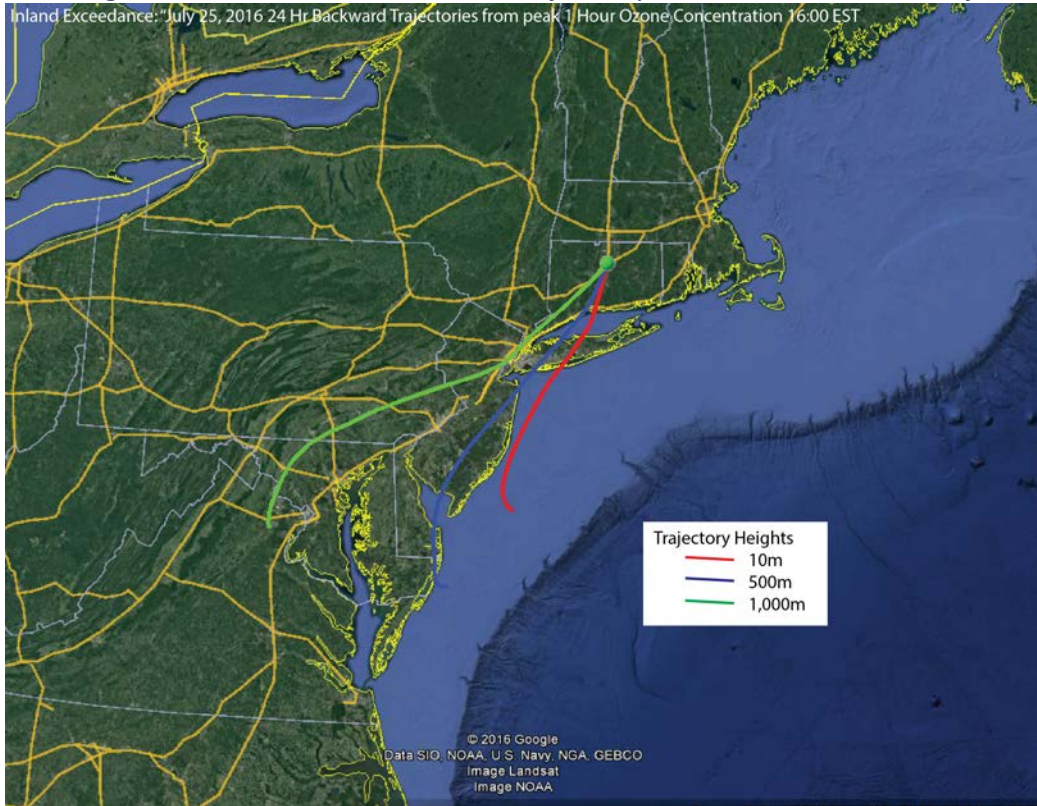 Inland Exceedance: "July 25, 2016 24 Hr Backward Trajectories from peak 1 Hour Ozone Concentration 16:00 EST
Trajectory Heights
10m
500m
1,000m
© 2016 Google
Data SIO, NOAA, U.S. Navy, NGA, GEBCO
Image Landsat
Image NOAA